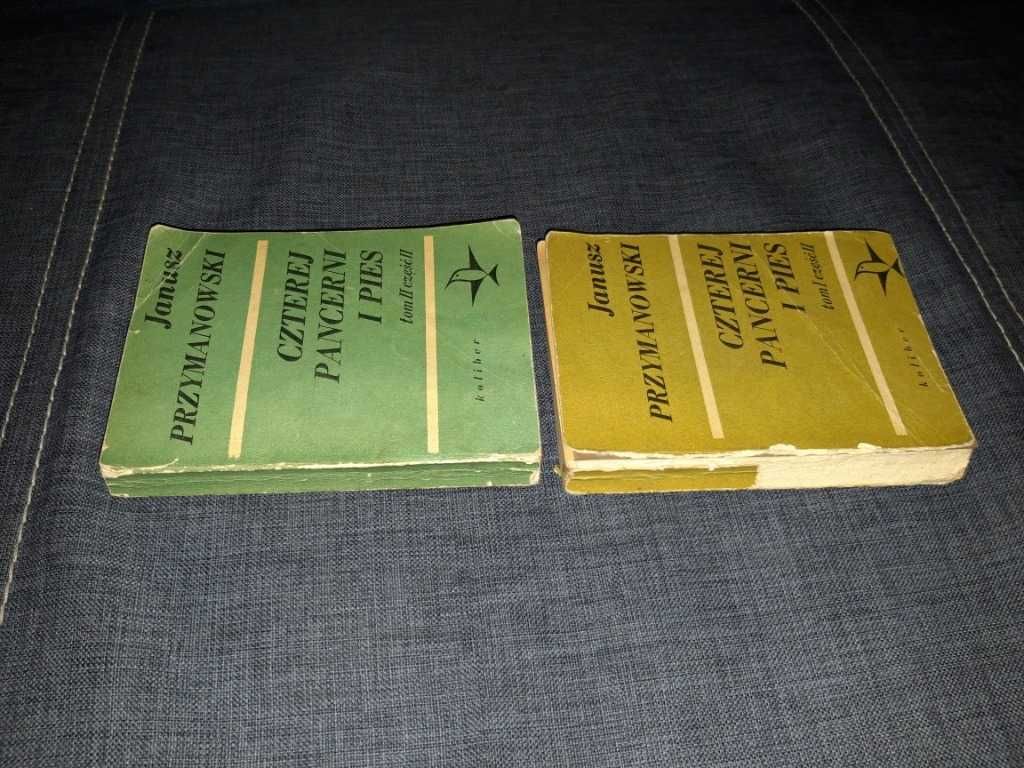 Janusz
PRZYMANOWSKI
CZTEREJ
PANCERNI
I PIES
tom II część II
kaliber
Janusz
PRZYMANOWSKI
CZTEREJ
PANCERNI
I PIES
tom I część II
kaliber